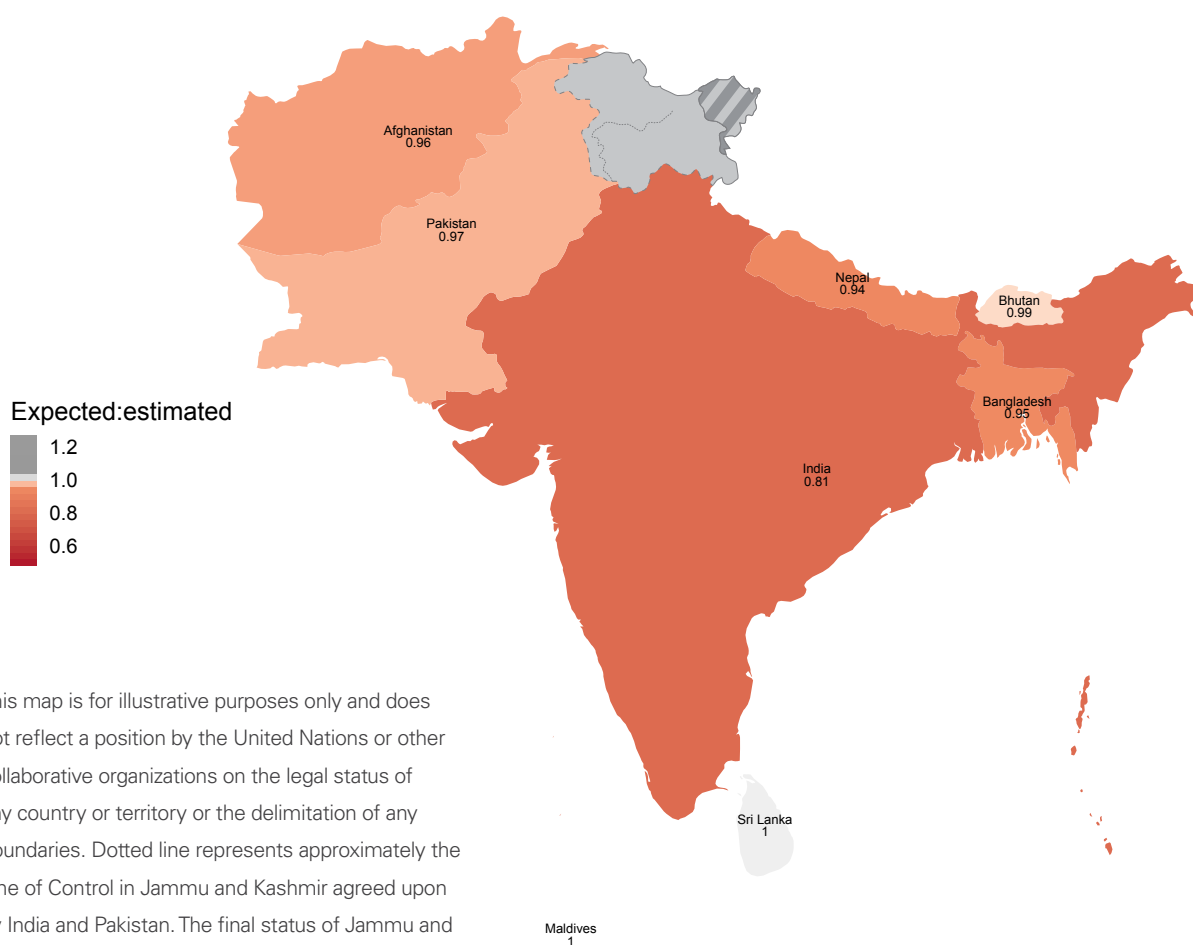 Afghanistan
0.96
Pakistan
0.97
Nepal
0.94
Bhutan
0.99
Expected:estimated
1.2
1.0
0.8
0.6
Bangladesh
0.95
India
0.81
his map is for illustrative purposes only and does
ot reflect a position by the United Nations or other
ollaborative organizations on the legal status of
y country or territory or the delimitation of any
oundaries. Dotted line represents approximately the
ne of Control in Jammu and Kashmir agreed upon
y India and Pakistan. The final status of Jammu and
Sri Lanka
1
Maldives
1